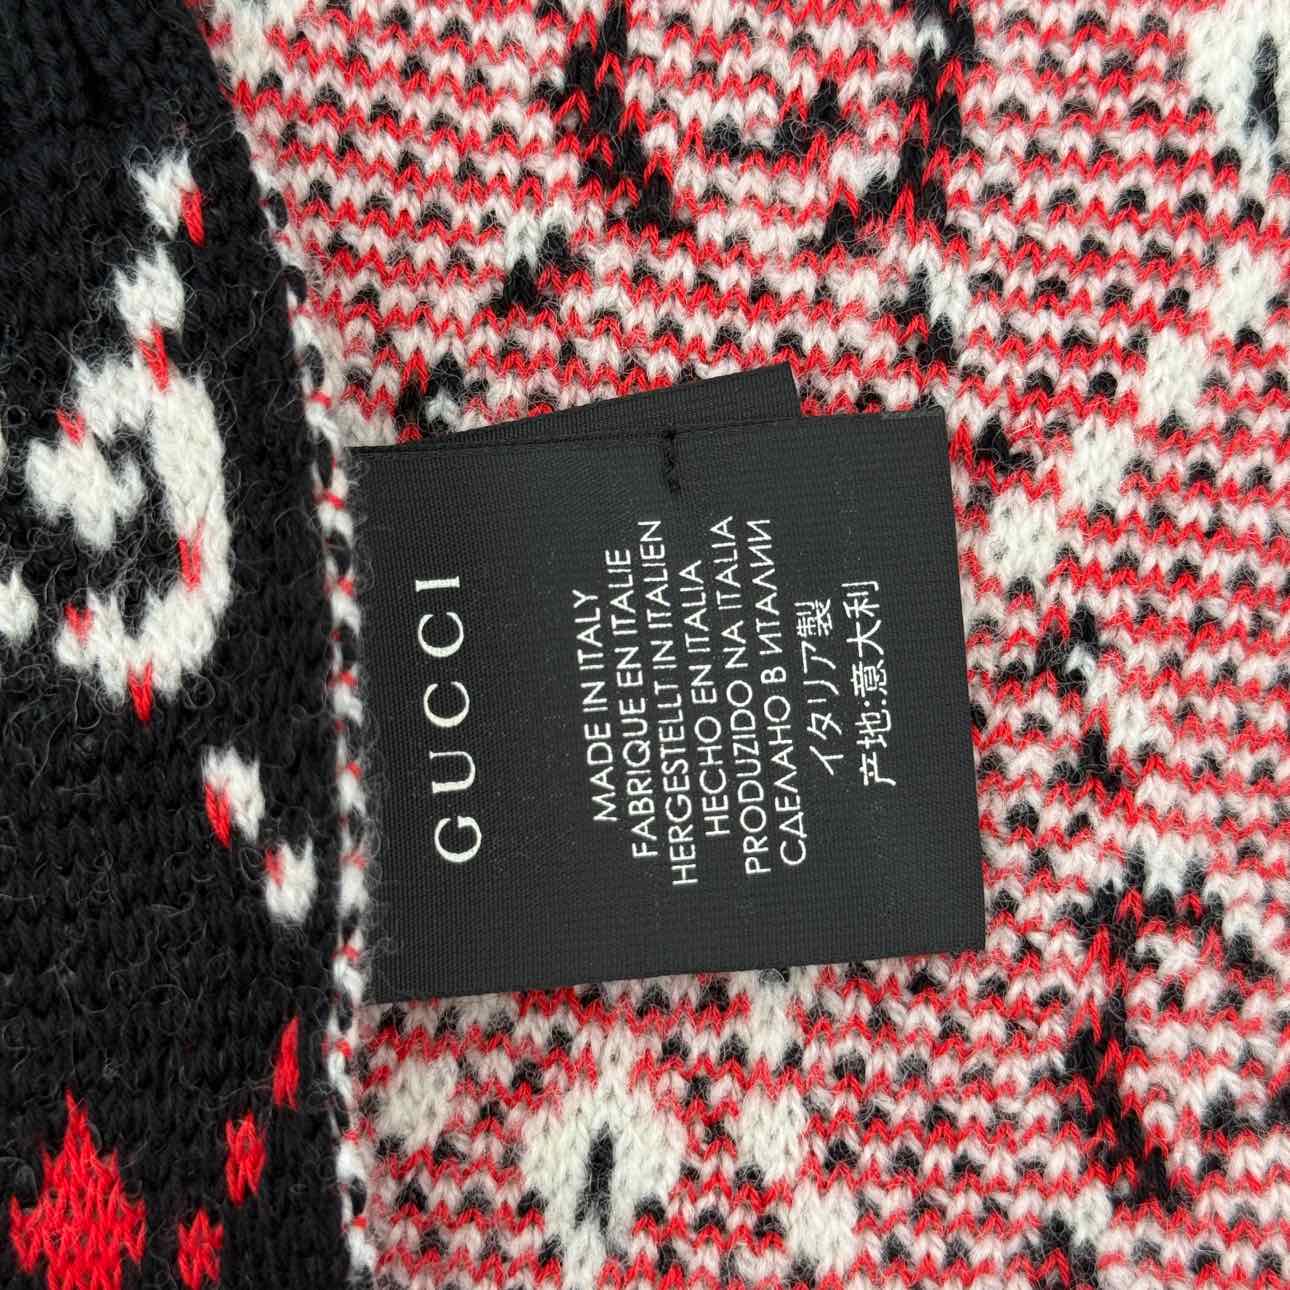 GUCCI
MADE IN ITALY
FABRIQUE EN ITALIE
HERGESTELLT IN ITALIEN
HECHO EN ITALIA
PRODUZIDO NA ITALIA
СДЕЛАНО В ИТАЛИИ
イタリア製
产地:意大利